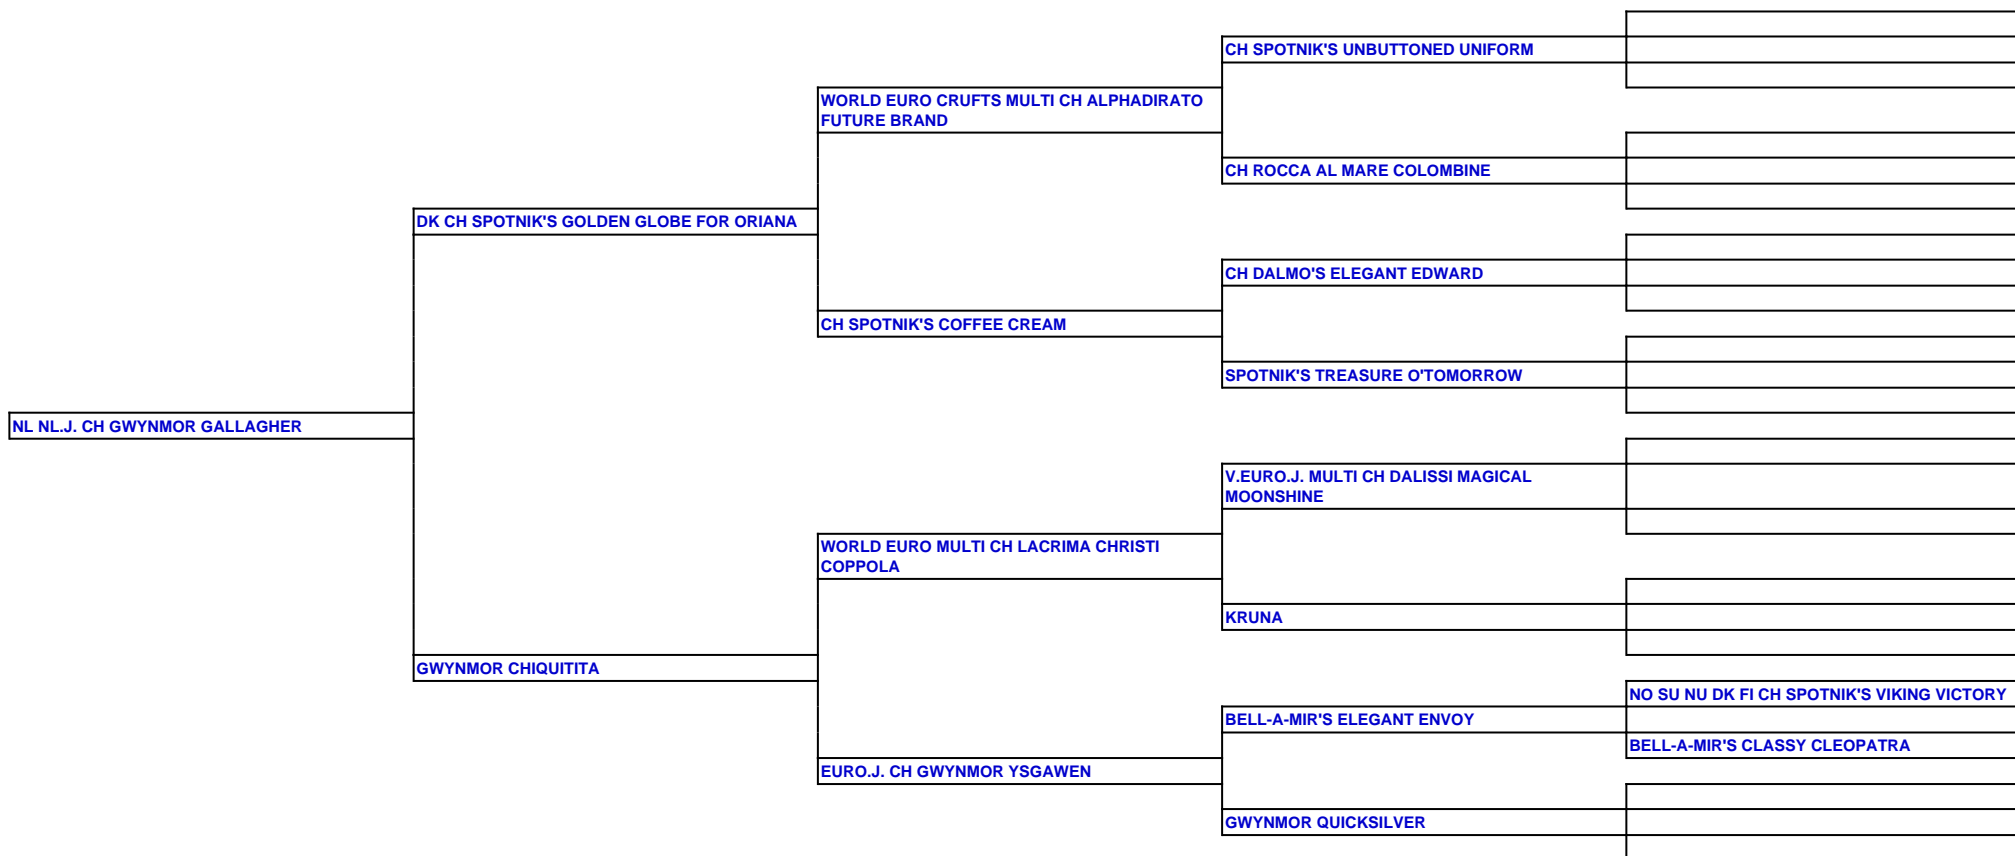 CH SPOTNIK'S UNBUTTONED UNIFORM
WORLD EURO CRUFTS MULTI CH ALPHADIRATO
FUTURE BRAND
CH ROCCA AL MARE COLOMBINE
DK CH SPOTNIK'S GOLDEN GLOBE FOR ORIANA
CH DALMO'S ELEGANT EDWARD
CH SPOTNIK'S COFFEE CREAM
SPOTNIK'S TREASURE O'TOMORROW
NL NL.J. CH GWYNMOR GALLAGHER
V.EURO.J. MULTI CH DALISSI MAGICAL
MOONSHINE
WORLD EURO MULTI CH LACRIMA CHRISTI
COPPOLA
KRUNA
GWYNMOR CHIQUITITA
NO SU NU DK FI CH SPOTNIK'S VIKING VICTORY
BELL-A-MIR'S ELEGANT ENVOY
BELL-A-MIR'S CLASSY CLEOPATRA
EURO.J. CH GWYNMOR YSGAWEN
GWYNMOR QUICKSILVER